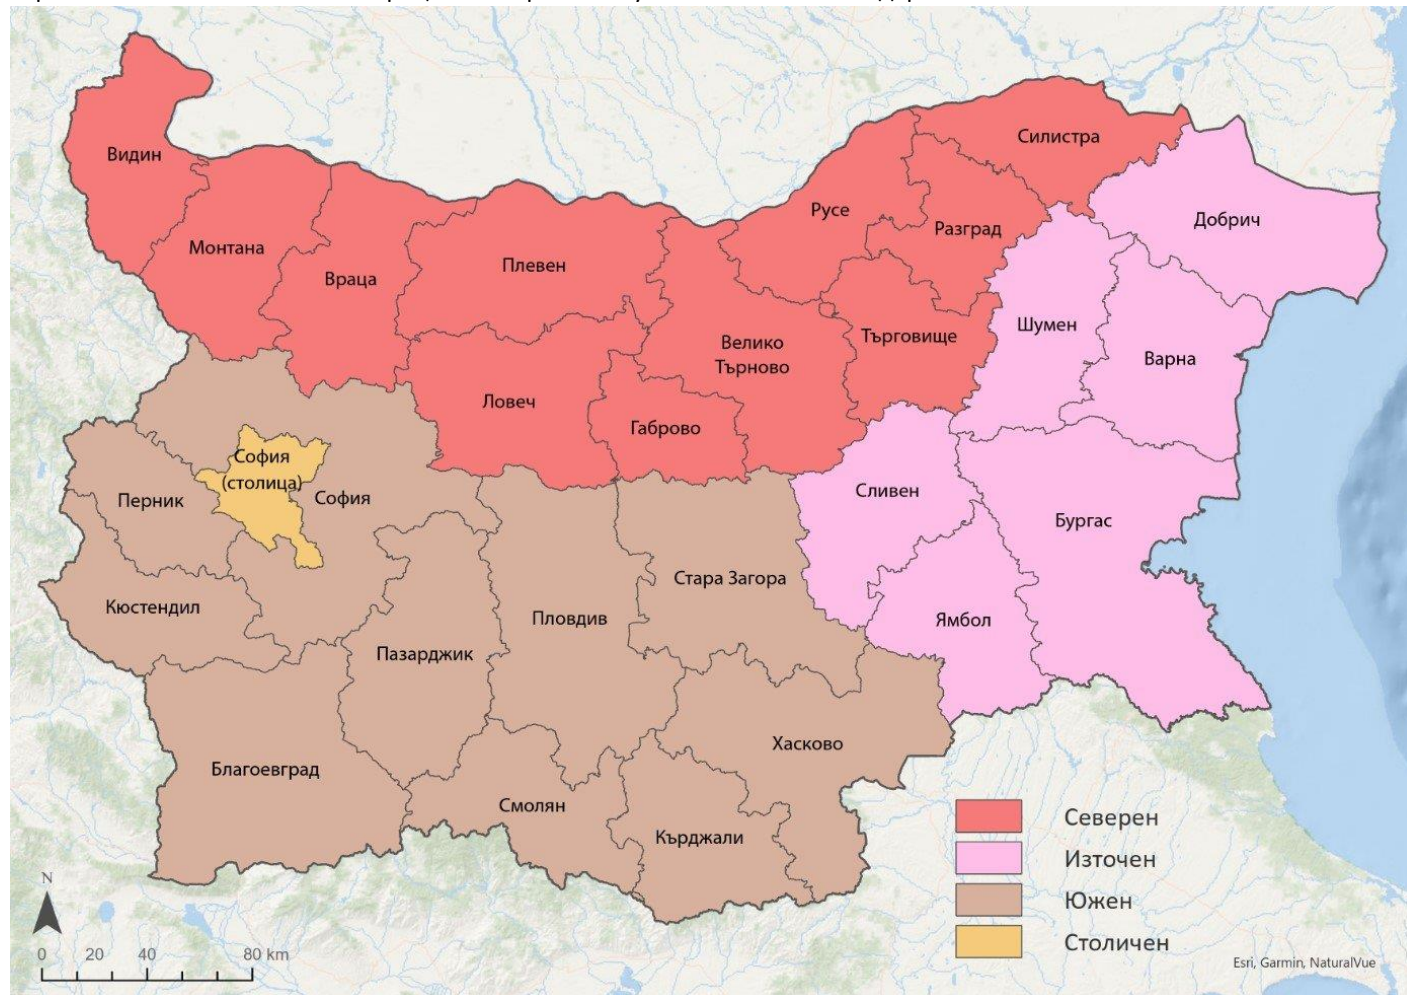 Видин
Силистра
Русе
Добрич
Разград
Монтана
Плевен
Враца
Шумен
Търговище
Велико
Търново
Варна
Ловеч
Габрово
София
(столица)
София
Перник
Сливен
Бургас
Стара Загора
Кюстендил
Пловдив
Ямбол
Пазарджик
Хасково
Благоевград
Смолян
Кърджали
Северен
Източен
Южен
Столичен
N
0 20 40 80 km
Esri, Garmin, NaturalVue